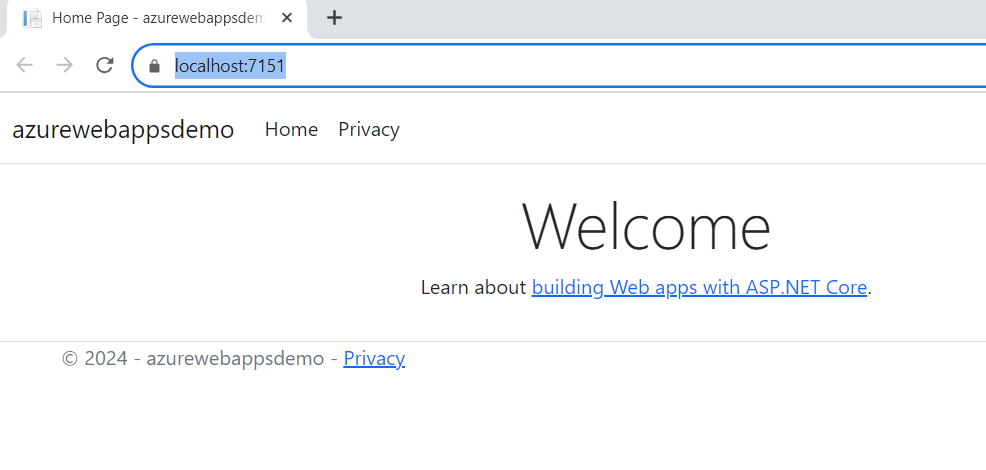 Home Page - azurewebappsdem
localhost:7151
azurewebappsdemo Home Privacy
Welcome
Learn about building Web apps with ASP.NET Core.
© 2024 - azurewebappsdemo - Privacy